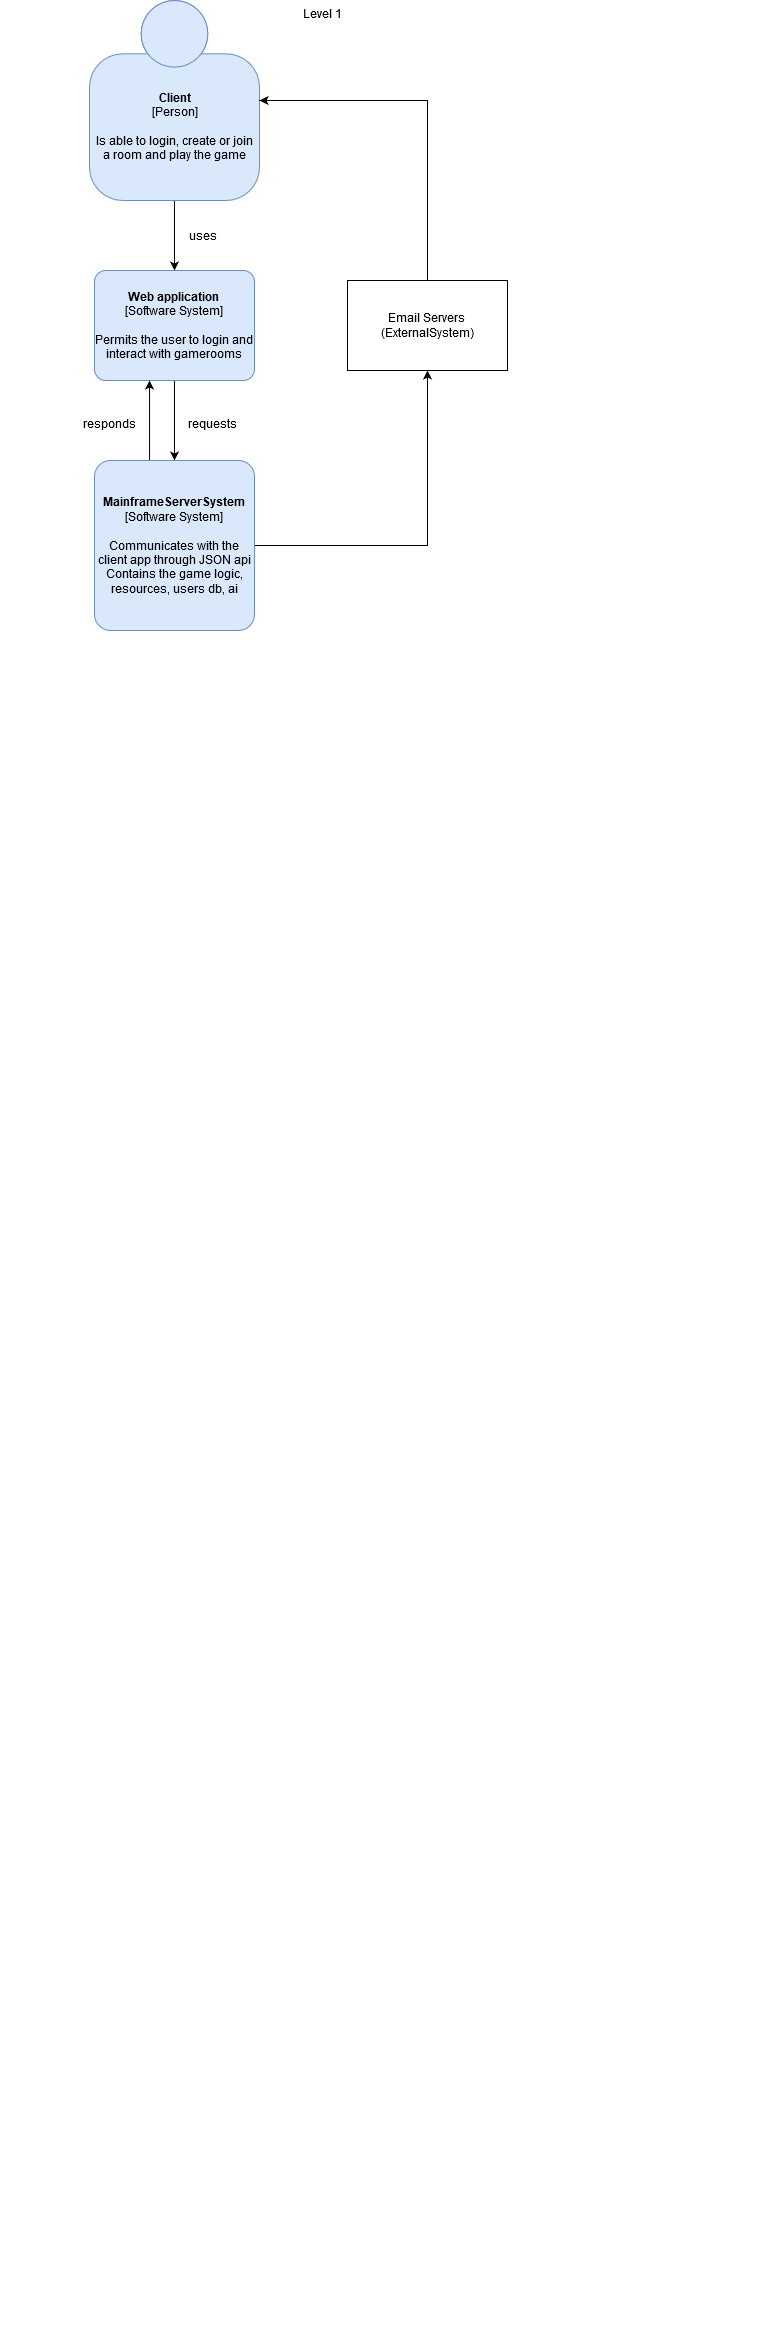 Level 1
Client
[Person]
Is able to login, create or join
a room and play the game
uses
Web application
[Software System]
Permits the user to login and
interact with gamerooms
Email Servers
(ExternalSystem)
responds
requests
MainframeServerSystem
[Software System]
Communicates with the
client app through JSON api
Contains the game logic,
resources, users db, ai